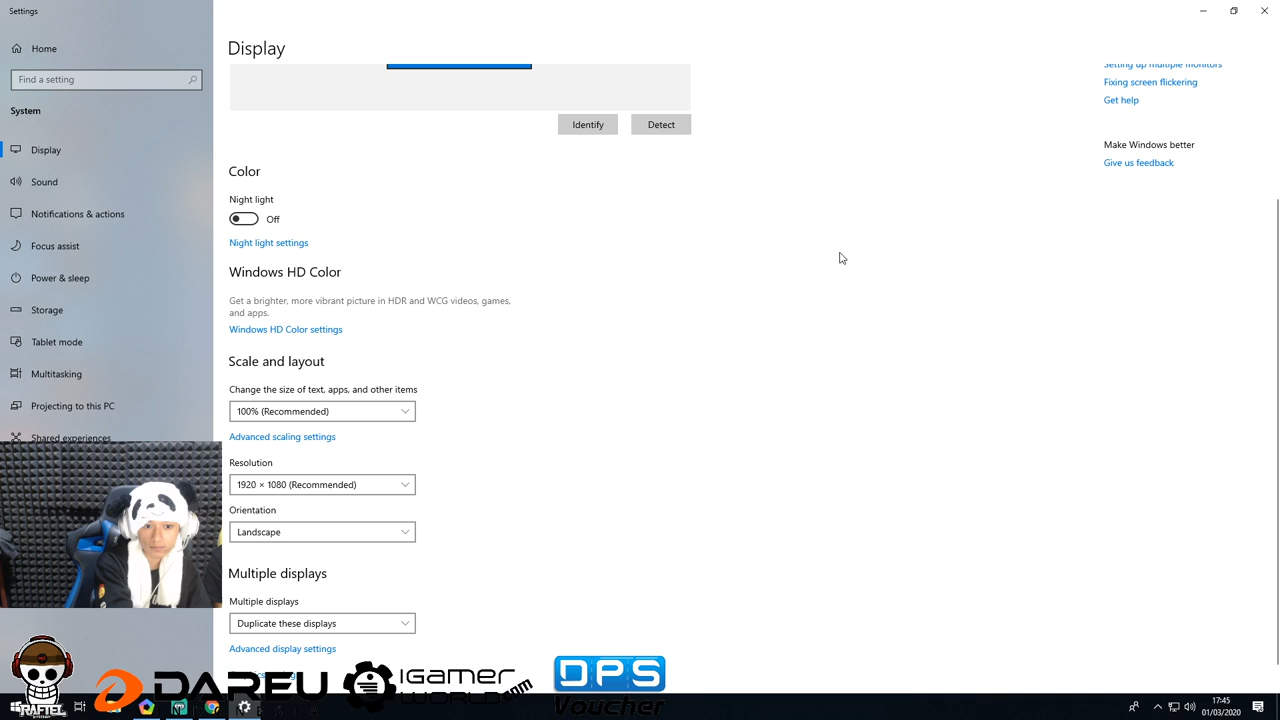 Settings
Home
Find a setting
System
Display
Sound
Notifications & actions
Focus assist
Power & sleep
Storage
Tablet mode
Multitasking
Projecting to this PC
Shared experiences
Display
Identify
Detect
Color
Night light
Off
Night light settings
Windows HD Color
Get a brighter, more vibrant picture in HDR and WCG videos, games,
and apps.
Windows HD Color settings
Scale and layout
Change the size of text, apps, and other items
100% (Recommended)
Advanced scaling settings
Resolution
1920 × 1080 (Recommended)
Orientation
Landscape
Multiple displays
Multiple displays
Duplicate these displays
Advanced display settings
Setting up multiple monitors
Fixing screen flickering
Get help
Make Windows better
Give us feedback
DAREU
iGAMER
WORLD.com
DPS
Voucher
17:45
01/03/2020